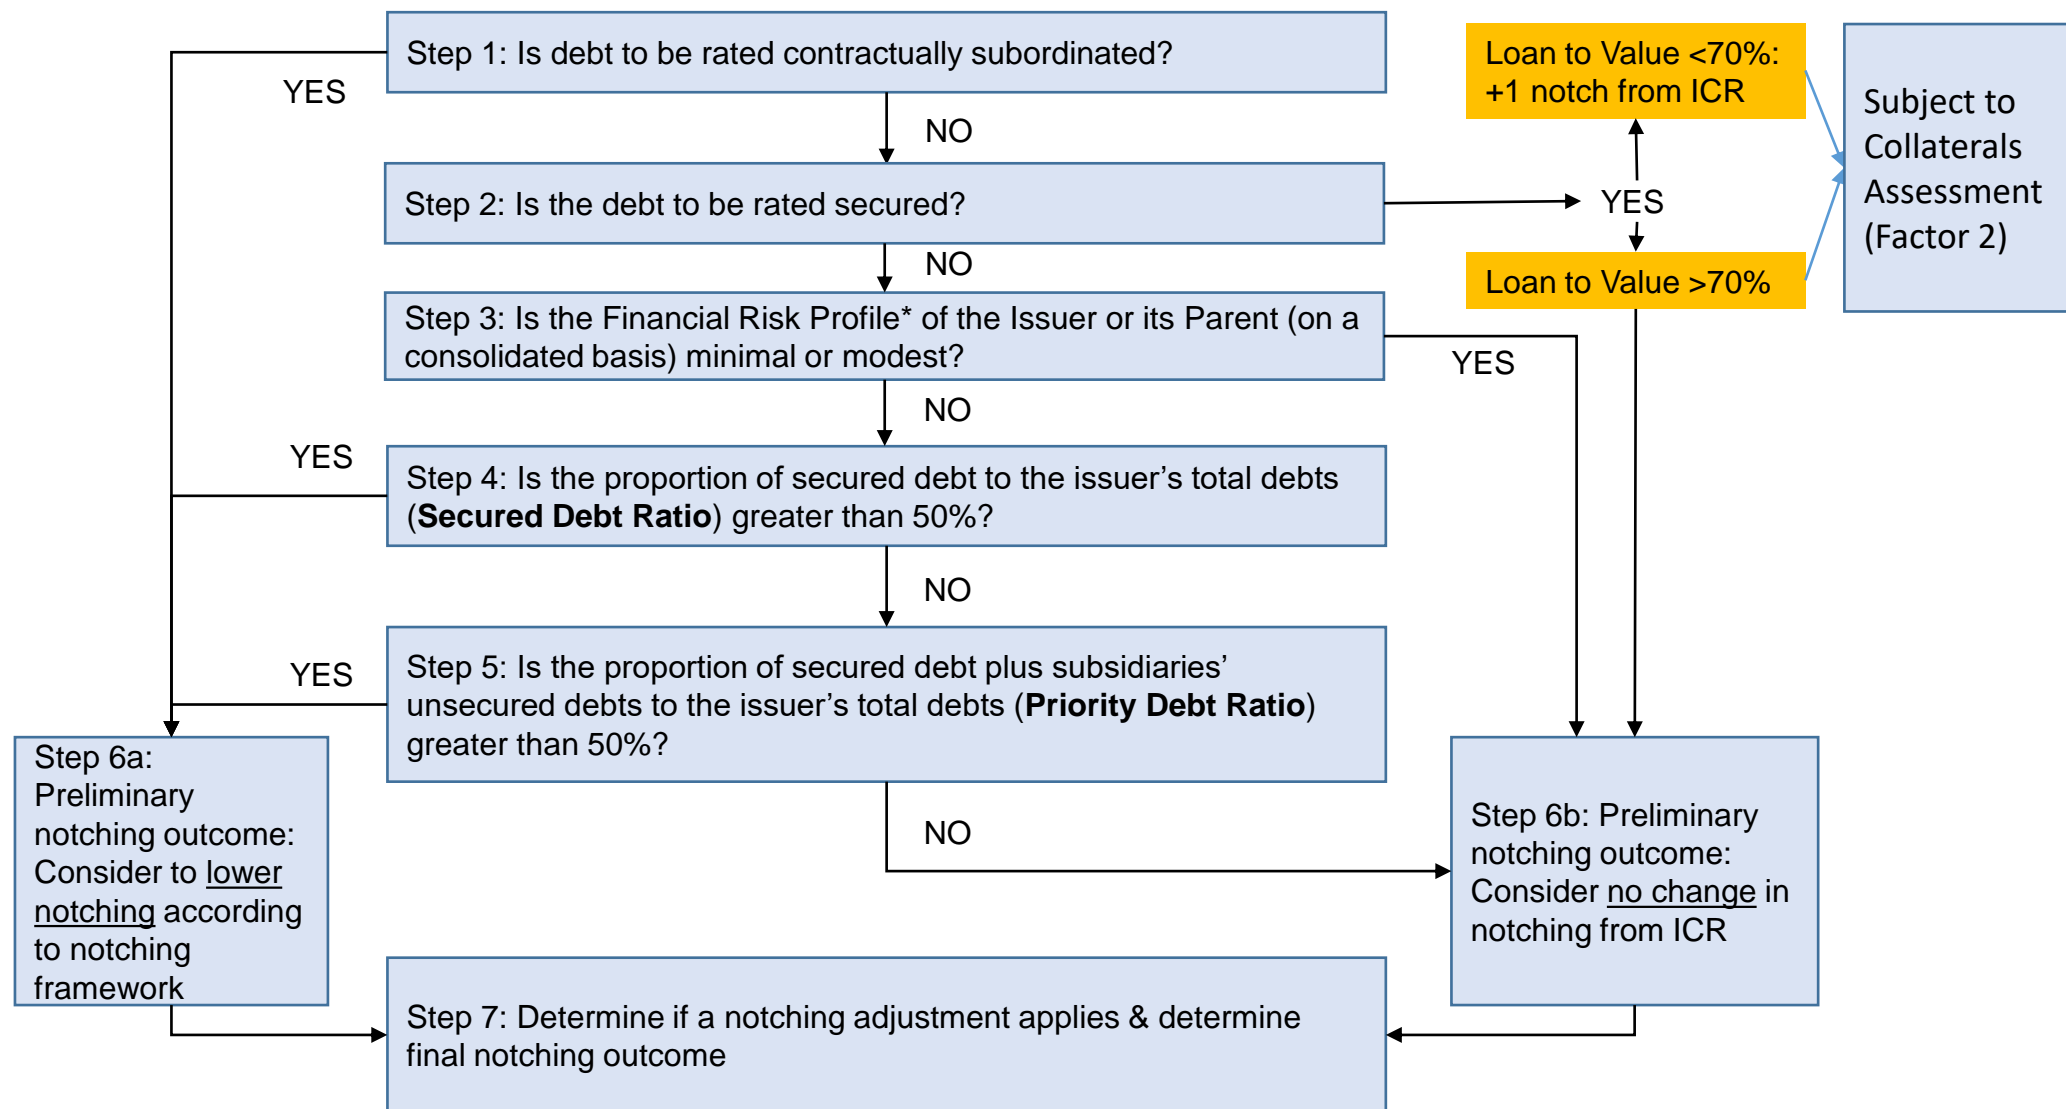 Step 1: Is debt to be rated contractually subordinated?
YES
NO
Loan to Value <70%:
+1 notch from ICR
Subject to
Collaterals
Assessment
(Factor 2)
Step 2: Is the debt to be rated secured?
YES
NO
Loan to Value >70%
Step 3: Is the Financial Risk Profile* of the Issuer or its Parent (on a
consolidated basis) minimal or modest?
YES
NO
YES
Step 4: Is the proportion of secured debt to the issuer’s total debts
(Secured Debt Ratio) greater than 50%?
NO
YES
Step 5: Is the proportion of secured debt plus subsidiaries’
unsecured debts to the issuer’s total debts (Priority Debt Ratio)
greater than 50%?
NO
Step 6a:
Preliminary
notching outcome:
Consider to lower
notching according
to notching
framework
Step 6b: Preliminary
notching outcome:
Consider no change in
notching from ICR
Step 7: Determine if a notching adjustment applies & determine
final notching outcome